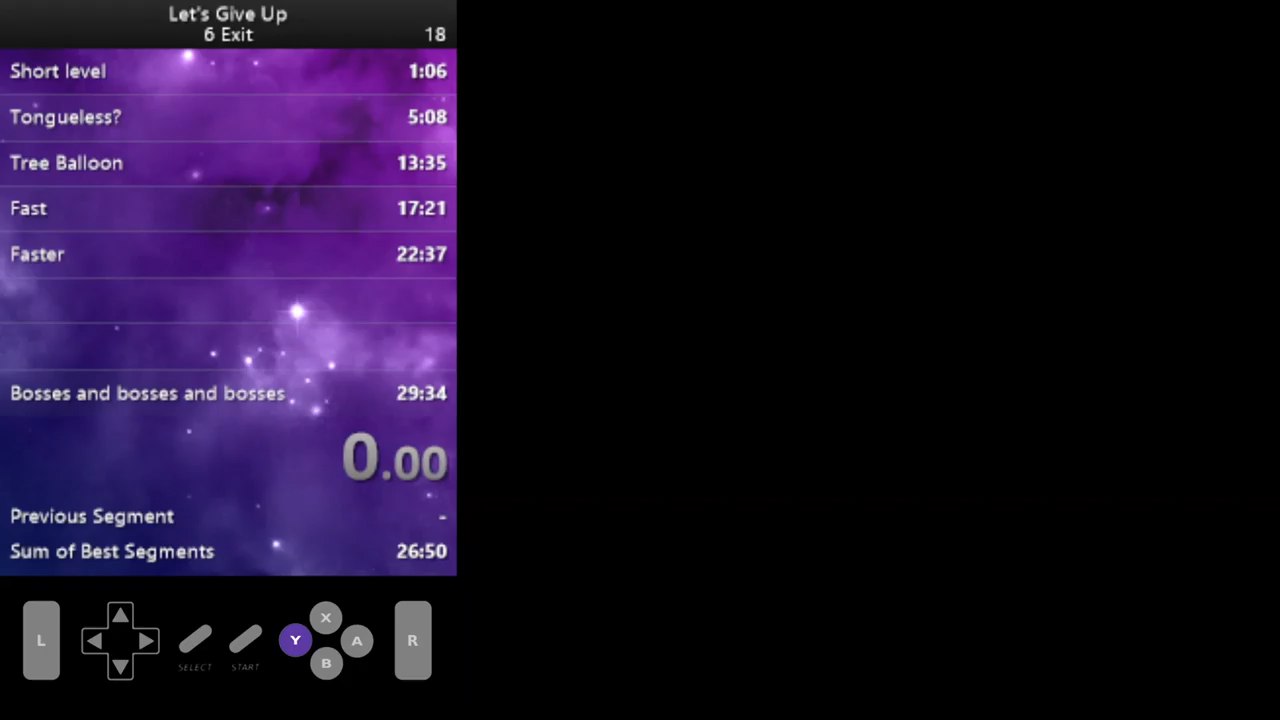 Let's Give Up
6 Exit 18
Short level 1:06
Tongueless? 5:08
Tree Balloon 13:35
Fast 17:21
Faster 22:37
Bosses and bosses and bosses 29:34
0.00
Previous Segment -
Sum of Best Segments 26:50
X
L Y A R
B
SELECT START